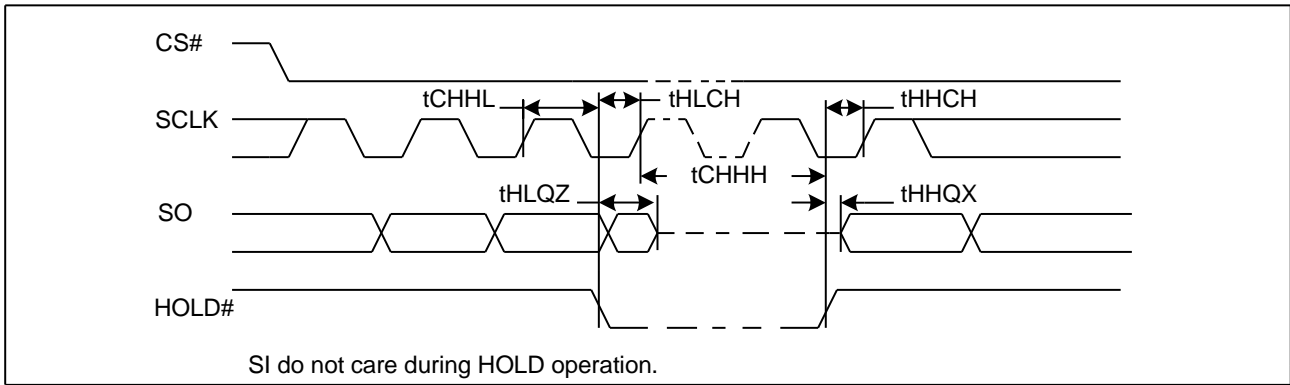 CS#
tCHHL
tHLCH
tHHCH
SCLK
tCHHH
tHLQZ
tHHQX
SO
HOLD#
SI do not care during HOLD operation.